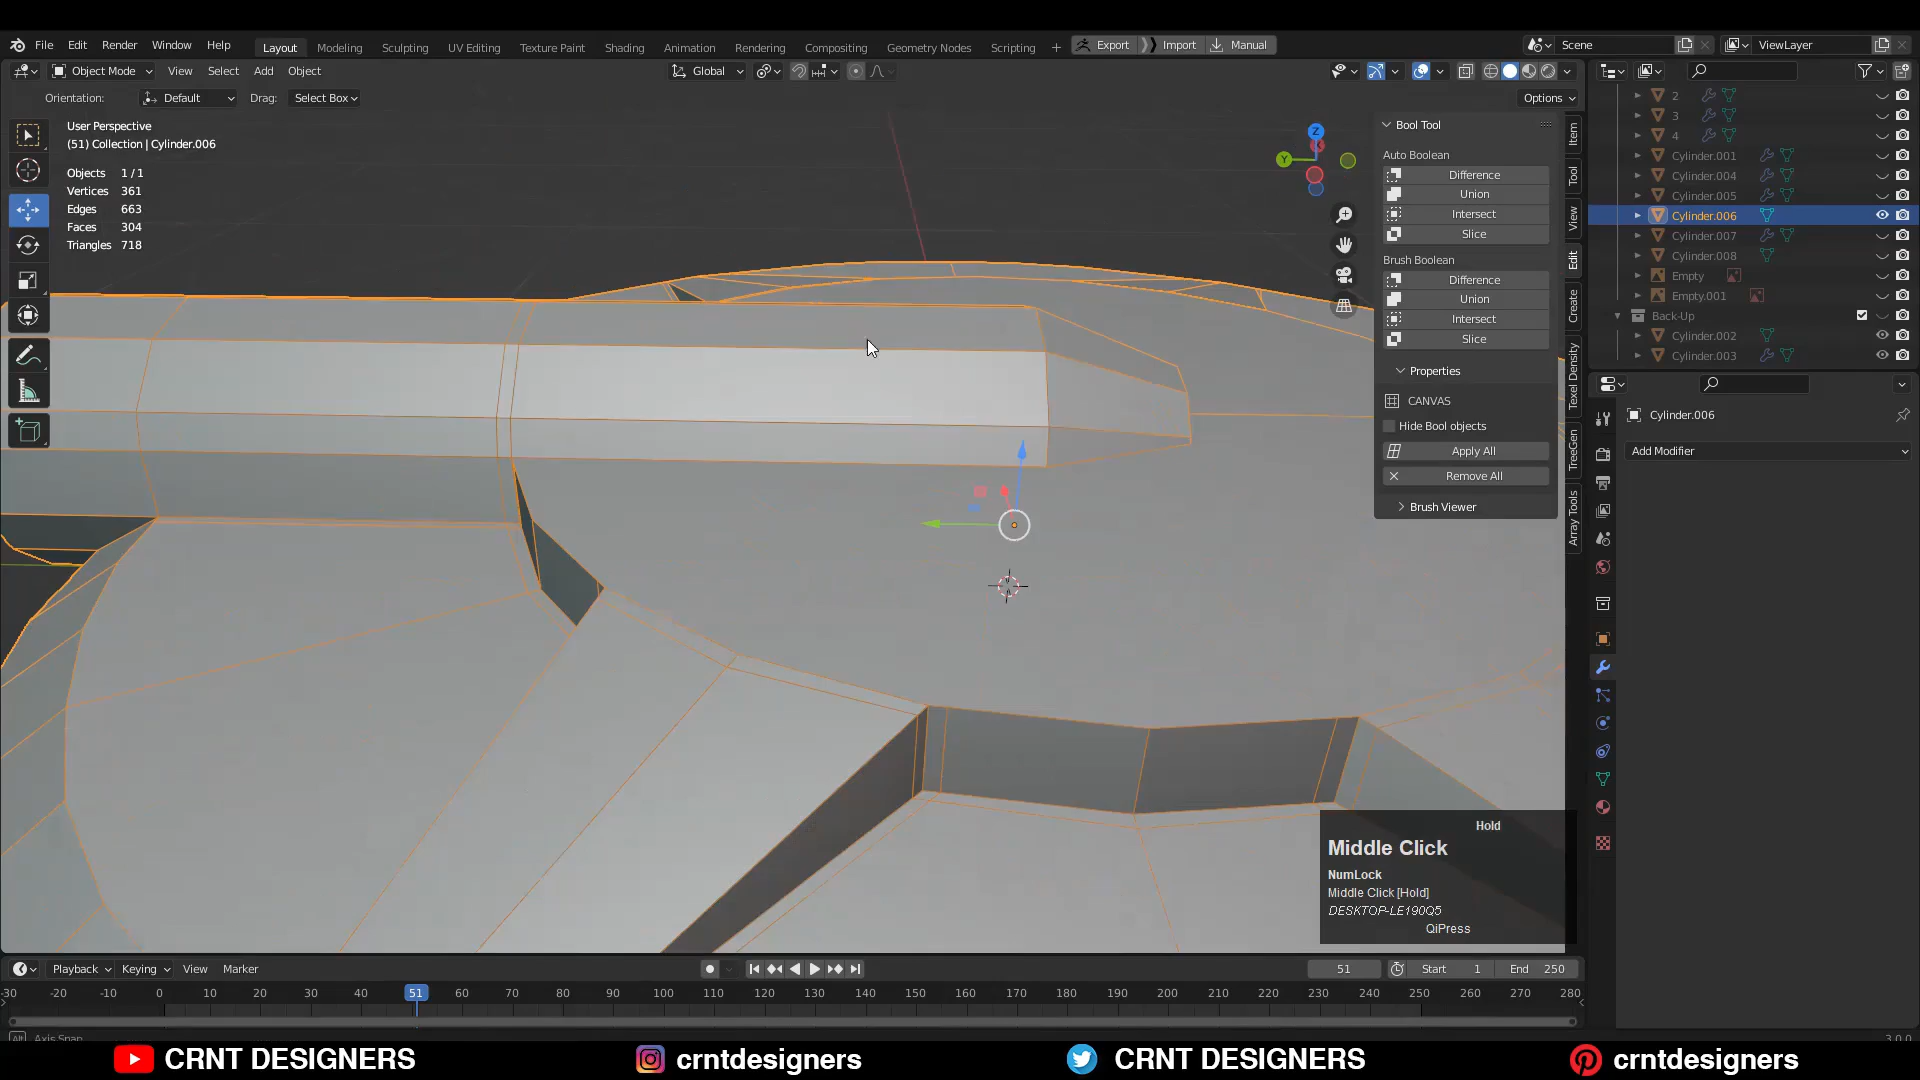 File Edit Render Window Help Layout Modeling Sculpting UV Editing Texture Paint Shading Animation Rendering Compositing Geometry Nodes Scripting + Export Import Manual Scene ViewLayer
Object Mode View Select Add Object Global
Orientation: Default Drag: Select Box Options
User Perspective
(51) Collection | Cylinder.006
Objects 1 / 1
Vertices 361
Edges 663
Faces 304
Triangles 718
Z
Y
Bool Tool
Auto Boolean
Difference
Union
Intersect
Slice
Brush Boolean
Difference
Union
Intersect
Slice
Properties
CANVAS
Hide Bool objects
Apply All
Remove All
Brush Viewer
Item
Tool
View
Edit
Create
Texel Density
TreeGen
Array Tools
2
3
4
Cylinder.001
Cylinder.004
Cylinder.005
Cylinder.006
Cylinder.007
Cylinder.008
Empty
Empty.001
Back-Up
Cylinder.002
Cylinder.003
Cylinder.006
Add Modifier
Hold
Middle Click
NumLock
Middle Click [Hold]
DESKTOP-LE190Q5
QiPress
Playback Keying View Marker 51 Start 1 End 250
-30 -20 -10 0 10 20 30 40 51 60 70 80 90 100 110 120 130 140 150 160 170 180 190 200 210 220 230 240 250 260 270 280
Alt Axis Snap 3.0.0
CRNT DESIGNERS crntdesigners CRNT DESIGNERS crntdesigners